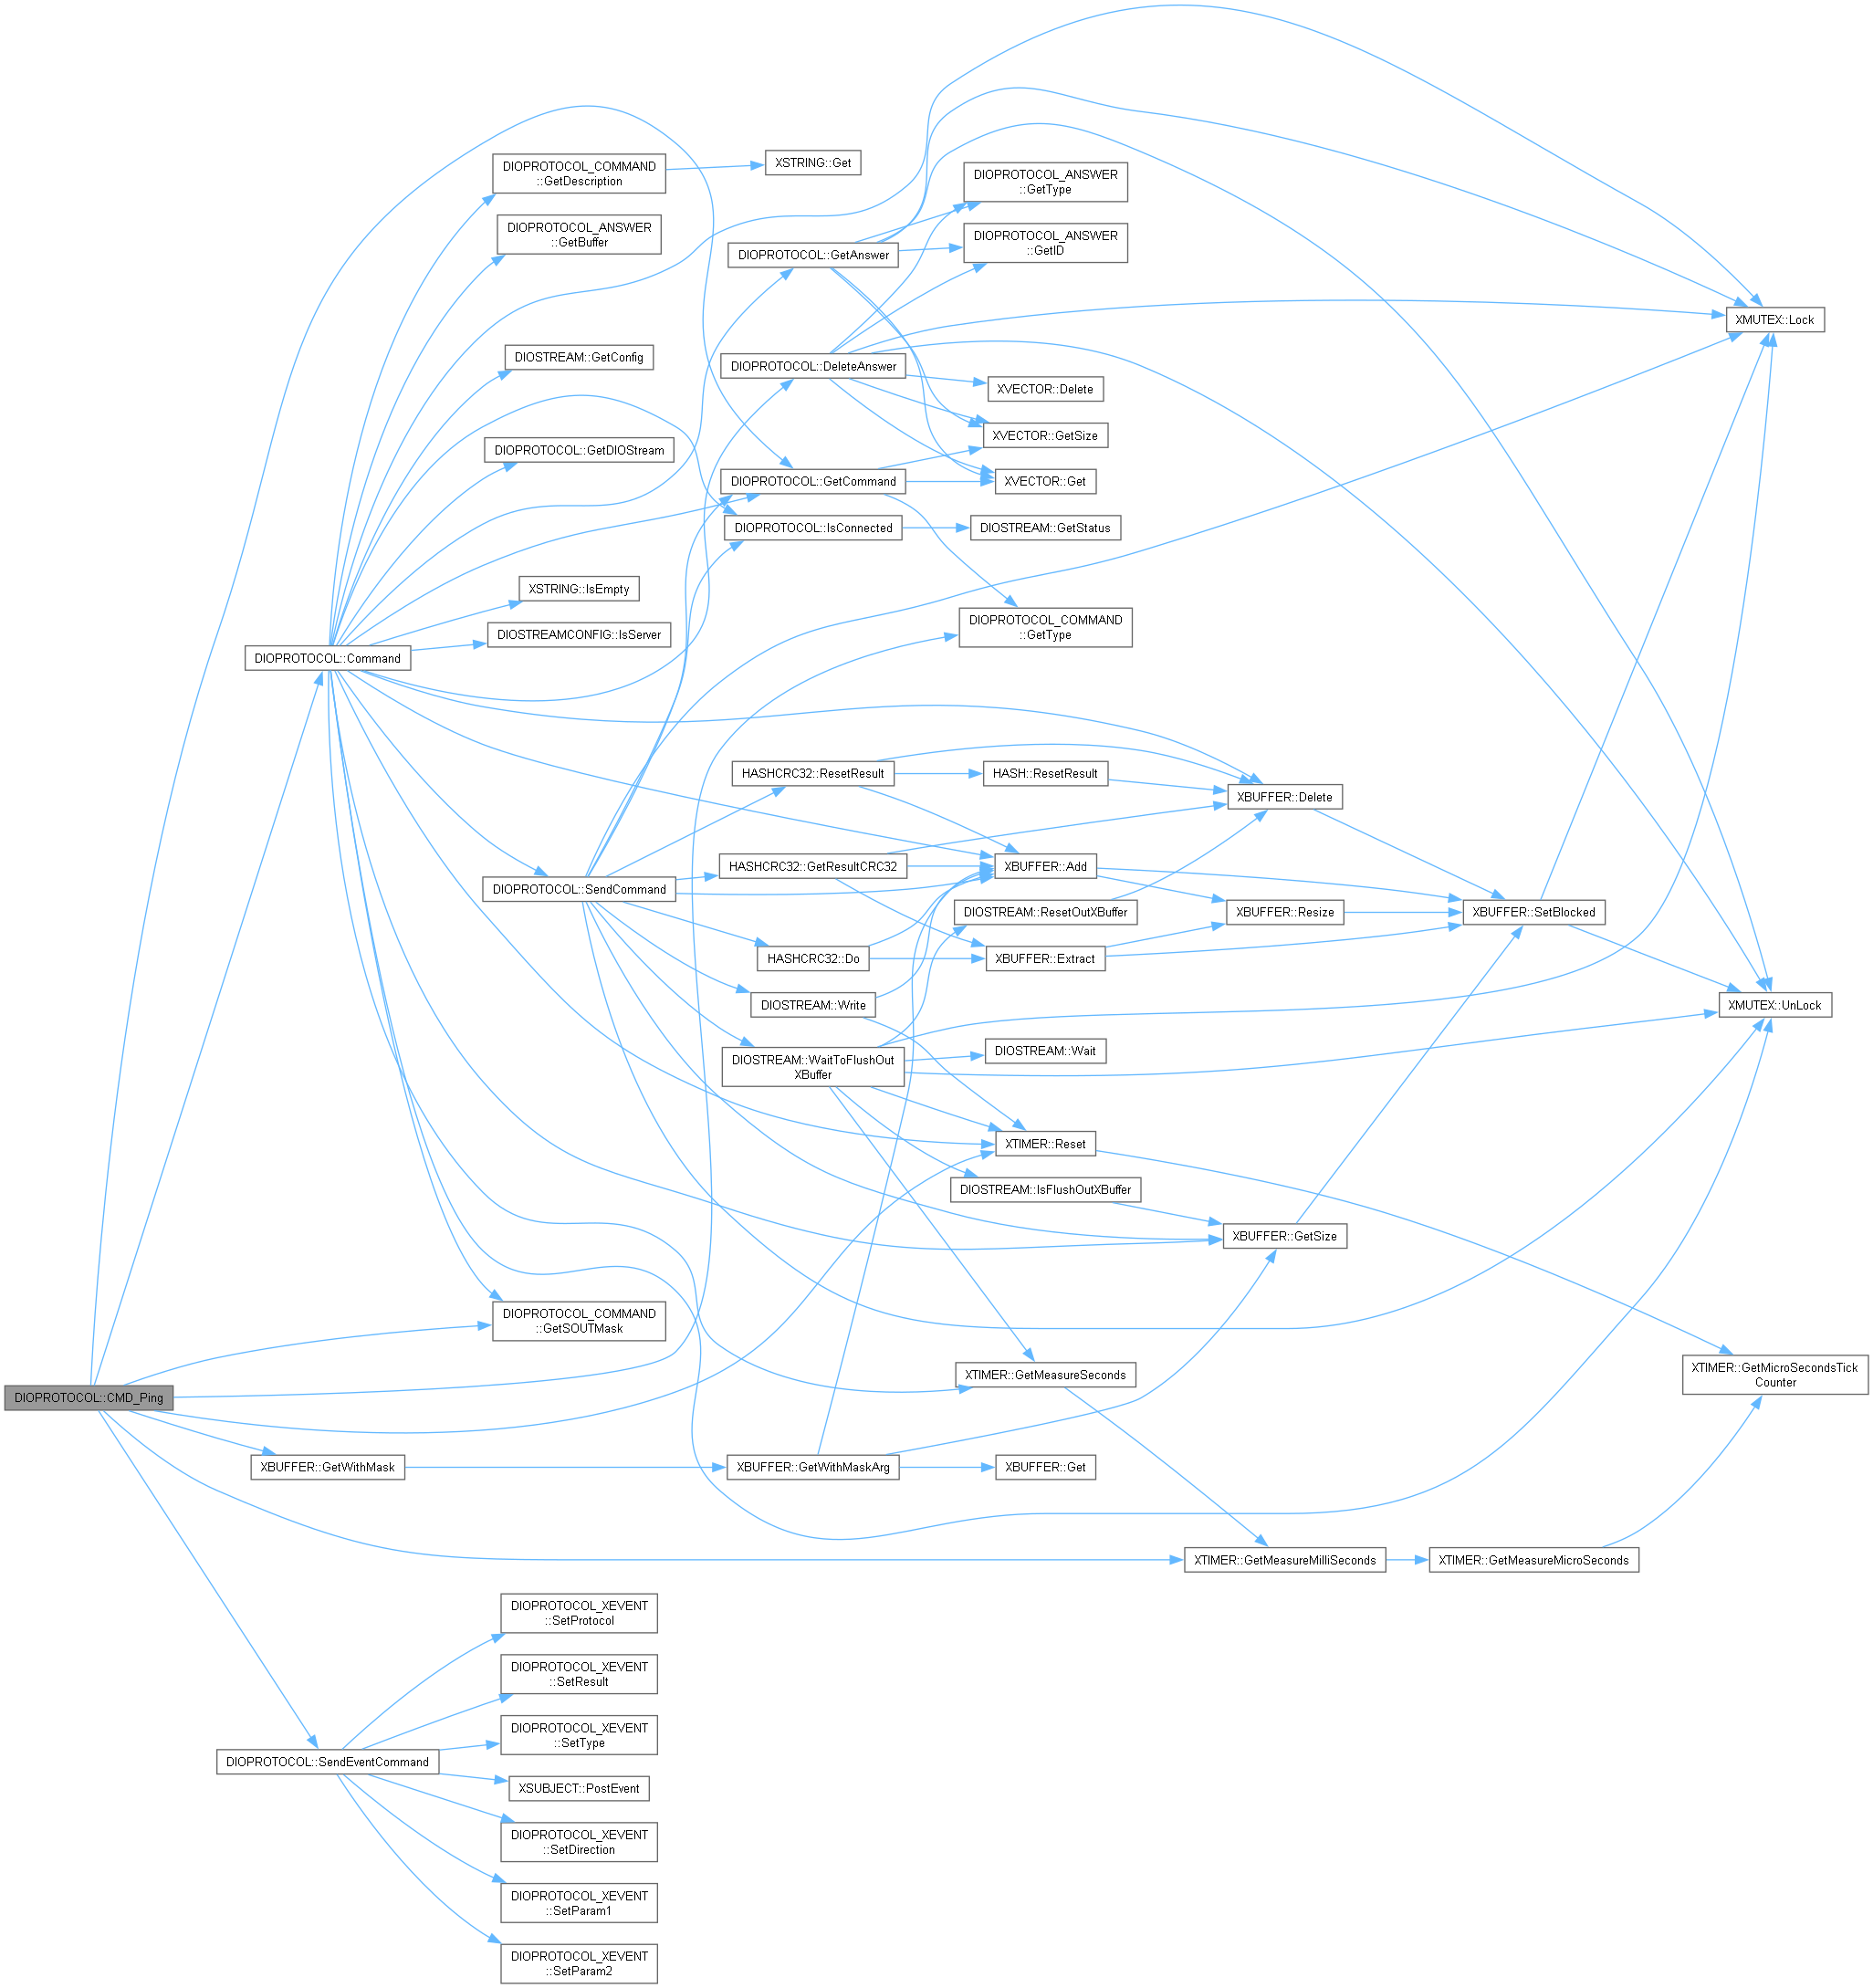 DIOPROTOCOL_COMMAND
::GetDescription
XSTRING::Get
DIOPROTOCOL_ANSWER
::GetType
DIOPROTOCOL_ANSWER
::GetBuffer
DIOPROTOCOL_ANSWER
::GetID
DIOPROTOCOL::GetAnswer
XMUTEX::Lock
DIOSTREAM::GetConfig
DIOPROTOCOL::DeleteAnswer
XVECTOR::Delete
XVECTOR::GetSize
DIOPROTOCOL::GetDIOStream
DIOPROTOCOL::GetCommand
XVECTOR::Get
DIOPROTOCOL::IsConnected
DIOSTREAM::GetStatus
XSTRING::IsEmpty
DIOPROTOCOL_COMMAND
::GetType
DIOSTREAMCONFIG::IsServer
DIOPROTOCOL::Command
HASHCRC32::ResetResult
HASH::ResetResult
XBUFFER::Delete
HASHCRC32::GetResultCRC32
XBUFFER::Add
DIOPROTOCOL::SendCommand
DIOSTREAM::ResetOutXBuffer
XBUFFER::Resize
XBUFFER::SetBlocked
HASHCRC32::Do
XBUFFER::Extract
DIOSTREAM::Write
XMUTEX::UnLock
DIOSTREAM::WaitToFlushOut
XBuffer
DIOSTREAM::Wait
XTIMER::Reset
DIOSTREAM::IsFlushOutXBuffer
XBUFFER::GetSize
DIOPROTOCOL_COMMAND
::GetSOUTMask
XTIMER::GetMeasureSeconds
XTIMER::GetMicroSecondsTick
Counter
DIOPROTOCOL::CMD_Ping
XBUFFER::GetWithMask
XBUFFER::GetWithMaskArg
XBUFFER::Get
XTIMER::GetMeasureMilliSeconds
XTIMER::GetMeasureMicroSeconds
DIOPROTOCOL_XEVENT
::SetProtocol
DIOPROTOCOL_XEVENT
::SetResult
DIOPROTOCOL_XEVENT
::SetType
DIOPROTOCOL::SendEventCommand
XSUBJECT::PostEvent
DIOPROTOCOL_XEVENT
::SetDirection
DIOPROTOCOL_XEVENT
::SetParam1
DIOPROTOCOL_XEVENT
::SetParam2